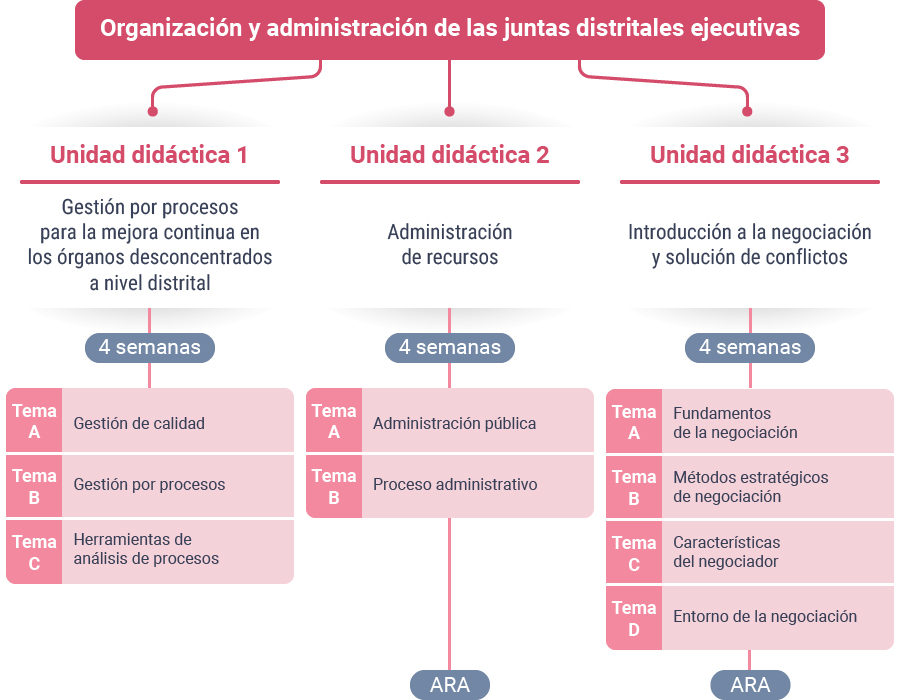 Organización y administración de las juntas distritales ejecutivas
Unidad didáctica 1
Gestión por procesos
para la mejora continua en
los órganos desconcentrados
a nivel distrital
4 semanas
Tema
A
Gestión de calidad
Tema
B
Gestión por procesos
Tema
C
Herramientas de
análisis de procesos
Unidad didáctica 2
Administración
de recursos
4 semanas
Tema
A
Administración pública
Tema
B
Proceso administrativo
ARA
Unidad didáctica 3
Introducción a la negociación
y solución de conflictos
4 semanas
Tema
A
Fundamentos
de la negociación
Tema
B
Métodos estratégicos
de negociación
Tema
C
Características
del negociador
Tema
D
Entorno de la negociación
ARA